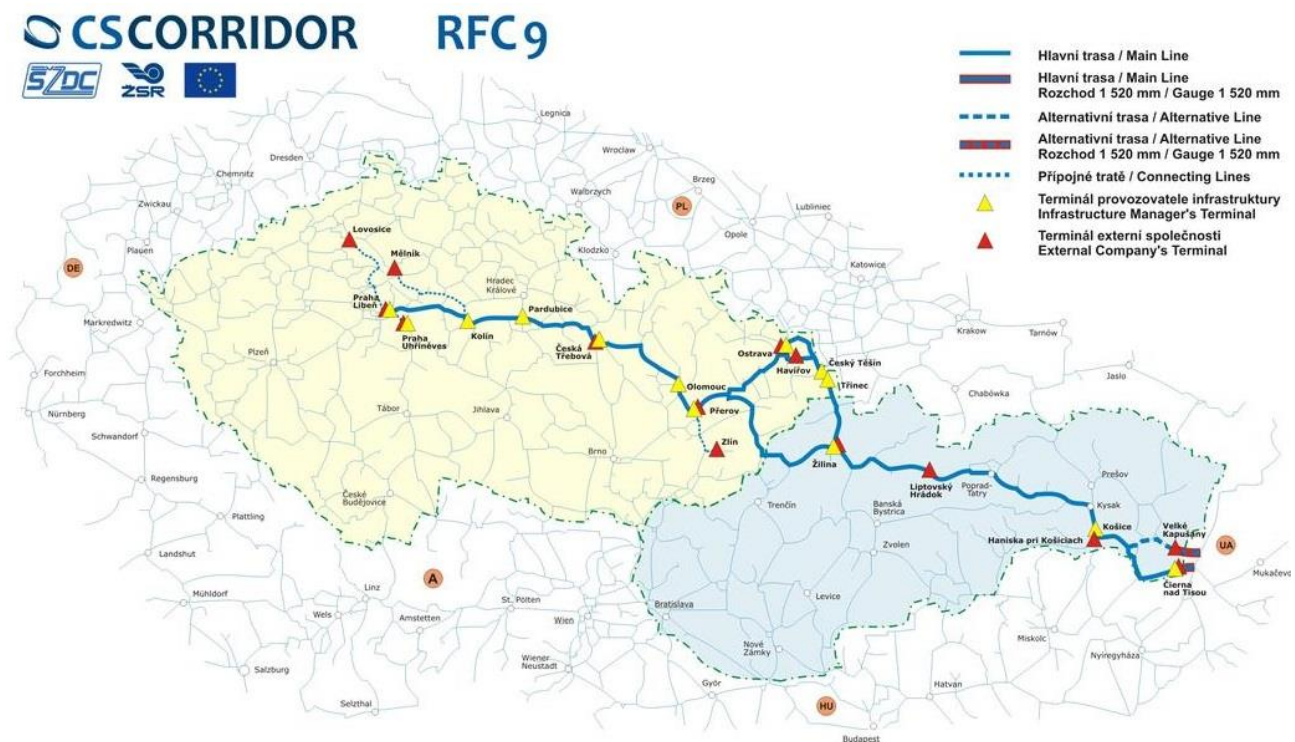 CSCORRIDOR RFC9
SŽDC
ŽSR
Hlavní trasa / Main Line
Hlavní trasa / Main Line
Rozchod 1 520 mm / Gauge 1 520 mm
Alternativní trasa / Alternative Line
Alternativní trasa / Alternative Line
Rozchod 1 520 mm / Gauge 1 520 mm
Přípojné tratě / Connecting Lines
Terminál provozovatele infrastruktury
Infrastructure Manager's Terminal
Terminál externí společnosti
External Company's Terminal
Legnica
Dresden
Wroclaw
Chemnitz
Brzeg
Walbrzych
PL
Zwickau
Lubliniec
Opole
Lovosice
Plauen
Klodzko
Mělník
DE
Katowice
Hradec
Králové
Praha
Libeň
Pardubice
Markredwitz
Krakow
Tarnów
Praha
Uhříněves
Kolín
Česká
Třebová
Ostrava
Havířov
Český Těšín
Třinec
Plzeň
Jaslo
Forchheim
Olomouc
Chabówka
Nürnberg
Tábor
Jihlava
Přerov
Schwandorf
Zlín
Brno
Žilina
Prešov
Regensburg
Liptovský
Hrádok
Poprad-
Tatry
České
Budějovice
Trenčín
Banská
Bystrica
Kysak
Plattling
Košice
Velké
Kapušany
Haniska pri Košiciach
UA
Zvolen
Landshut
Mukačevo
A
Čierna
nad Tisou
Linz
Mühldorf
St. Pölten
Levice
Wels
Amstetten
Wien
Bratislava
Miskolc
Nové
Zámky
Nyiregyháza
Wiener
Neustadt
Salzburg
Györ
Hatvan
Selzthal
HU
Budapest